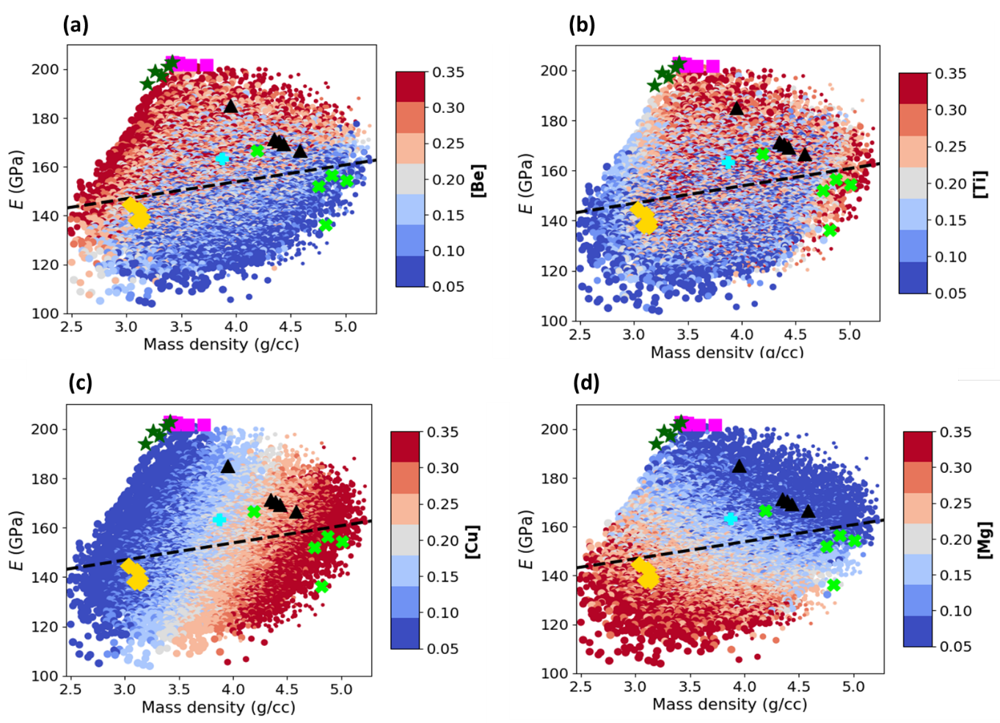 (a)
200
180
160
140
120
100
E (GPa)
2.5 3.0 3.5 4.0 4.5 5.0
Mass density (g/cc)
0.35
0.30
0.25
0.20
0.15
0.10
0.05
[Be]
(b)
200
180
160
140
120
100
E (GPa)
2.5 3.0 3.5 4.0 4.5 5.0
Mass density (g/cc)
0.35
0.30
0.25
0.20
0.15
0.10
0.05
[Ti]
(c)
200
180
160
140
120
100
E (GPa)
2.5 3.0 3.5 4.0 4.5 5.0
Mass density (g/cc)
0.35
0.30
0.25
0.20
0.15
0.10
0.05
[Cu]
(d)
200
180
160
140
120
100
E (GPa)
2.5 3.0 3.5 4.0 4.5 5.0
Mass density (g/cc)
0.35
0.30
0.25
0.20
0.15
0.10
0.05
[Mg]